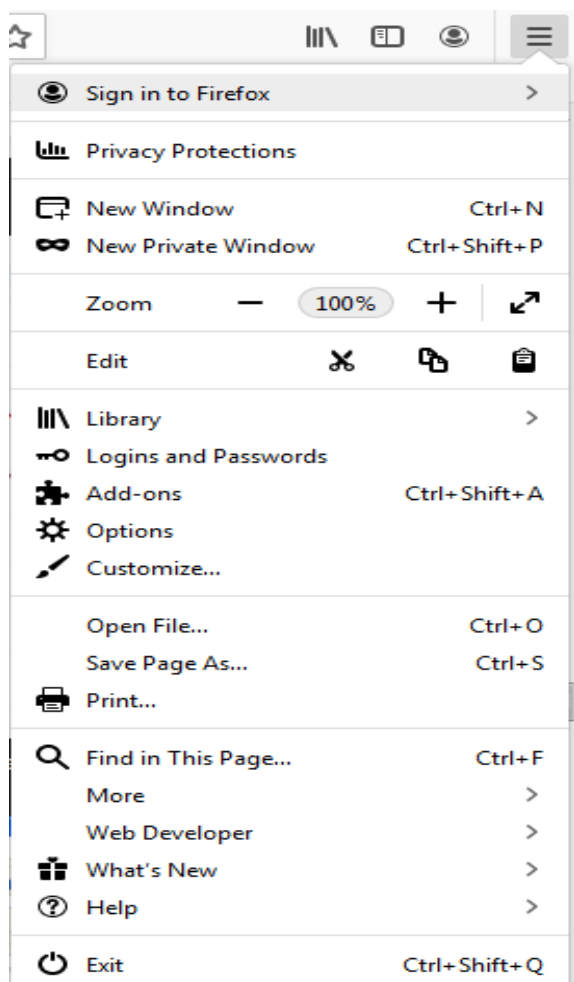 Sign in to Firefox
Privacy Protections
New Window Ctrl+N
New Private Window Ctrl+Shift+P
Zoom 100%
Edit
Library
Logins and Passwords
Add-ons Ctrl+Shift+A
Options
Customize...
Open File... Ctrl+O
Save Page As... Ctrl+S
Print...
Find in This Page... Ctrl+F
More
Web Developer
What's New
Help
Exit Ctrl+Shift+Q